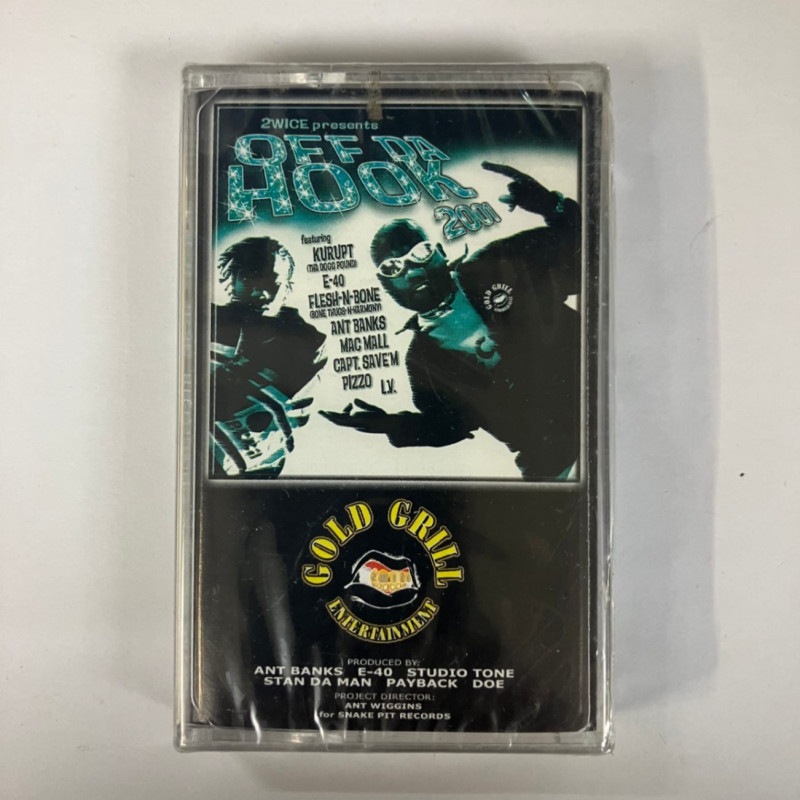 2WICE presents
OFF DA
HOOK
2001
featuring
KURUPT
(THA DOGG POUND)
E-40
FLESH-N-BONE
(BONE THUGS-N-HARMONY)
ANT BANKS
MAC MALL
CAPT. SAVE'M
PIZZO L.V.
GOLD GRILL
GOLD GRILL
ENTERTAINMENT
PRODUCED BY:
ANT BANKS E-40 STUDIO TONE
STAN DA MAN PAYBACK DOE
PROJECT DIRECTOR:
ANT WIGGINS
for SNAKE PIT RECORDS